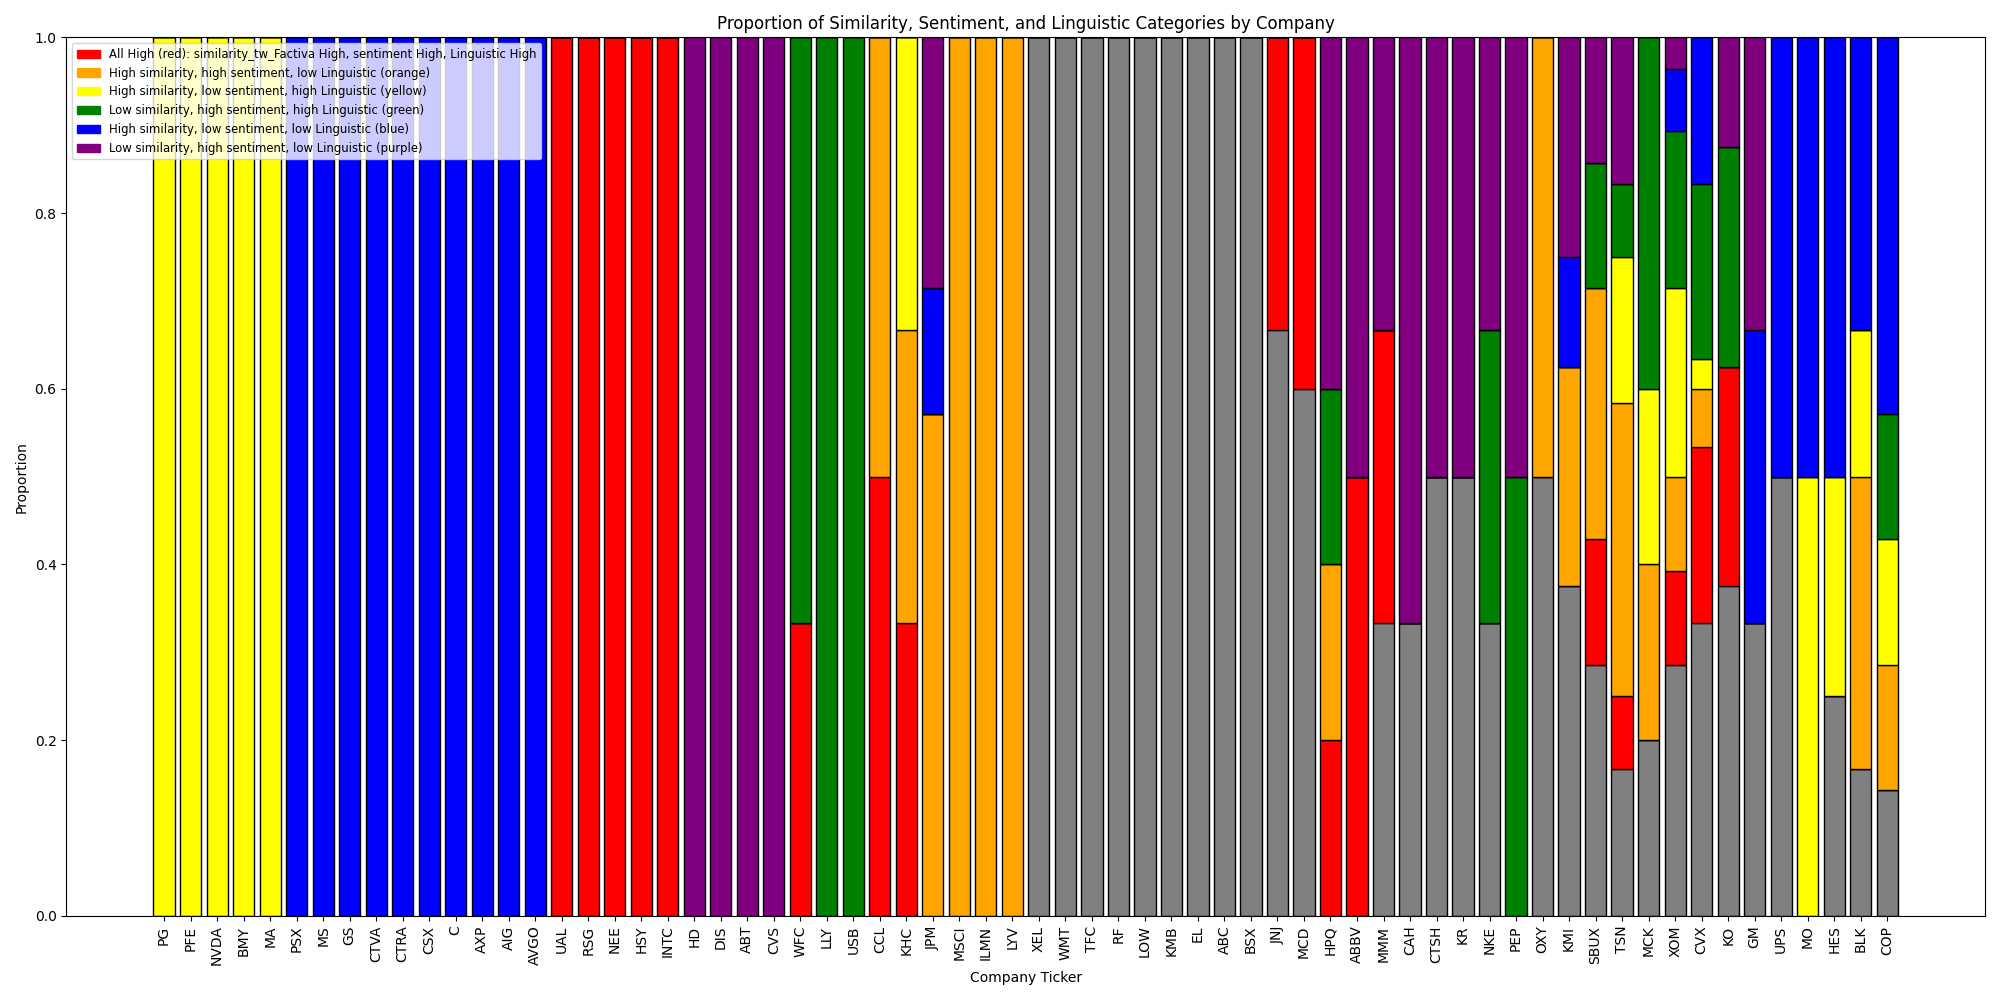 Proportion of Similarity, Sentiment, and Linguistic Categories by Company
All High (red): similarity_tw_Factiva High, sentiment High, Linguistic High
High similarity, high sentiment, low Linguistic (orange)
High similarity, low sentiment, high Linguistic (yellow)
Low similarity, high sentiment, high Linguistic (green)
High similarity, low sentiment, low Linguistic (blue)
Low similarity, high sentiment, low Linguistic (purple)
1.0
0.8
0.6
0.4
0.2
0.0
Proportion
PG PFE NVDA BMY MA PSX MS GS CTVA CTRA CSX C AXP AIG AVGO UAL RSG NEE HSY INTC HD DIS ABT CVS WFC LLY USB CCL KHC JPM MSCI ILMN LYV XEL WMT TFC RF LOW KMB EL ABC BSX JNJ MCD HPQ ABBV MMM CAH CTSH KR NKE PEP OXY KMI SBUX TSN MCK XOM CVX KO GM UPS MO HES BLK COP
Company Ticker